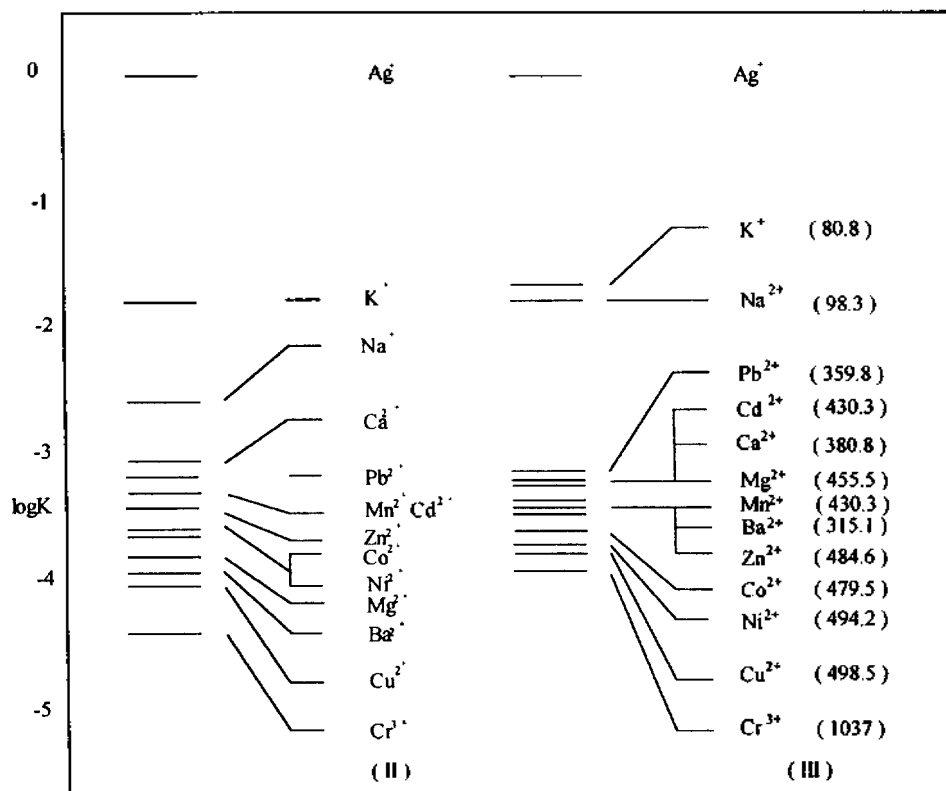 0 Ag⁺ Ag⁺
-1
K⁺ (80.8)
K⁺ Na²⁺ (98.3)
-2
Na⁺
Pb²⁺ (359.8)
Ca²⁺ Cd²⁺ (430.3)
-3 Ca²⁺ (380.8)
Pb²⁺ Mg²⁺ (455.5)
logK Mn²⁺ Cd²⁺ Mn²⁺ (430.3)
Zn²⁺ Ba²⁺ (315.1)
Co²⁺ Zn²⁺ (484.6)
-4 Ni²⁺ Co²⁺ (479.5)
Mg²⁺ Ni²⁺ (494.2)
Ba²⁺
Cu²⁺ Cu²⁺ (498.5)
-5
Cr³⁺ Cr³⁺ (1037)
(II) (III)